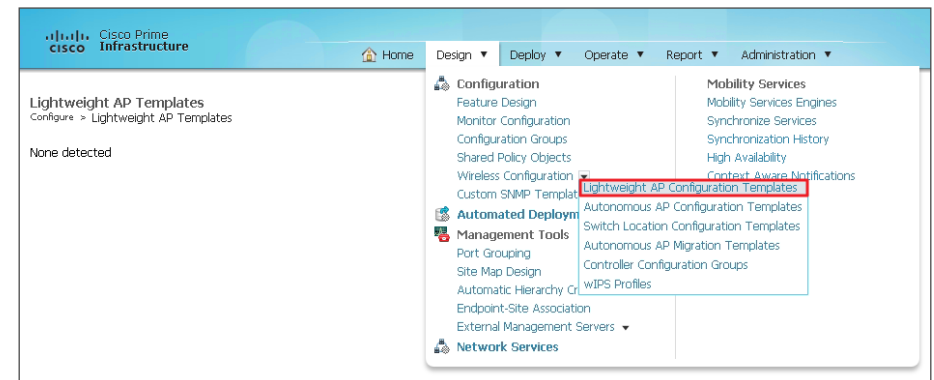 Cisco Prime
CISCO Infrastructure
Home Design ▼ Deploy ▼ Operate ▼ Report ▼ Administration ▼
Lightweight AP Templates
Configure > Lightweight AP Templates
None detected
Configuration
Feature Design
Monitor Configuration
Configuration Groups
Shared Policy Objects
Wireless Configuration
Custom SNMP Templat
Lightweight AP Configuration Templates
Autonomous AP Configuration Templates
Switch Location Configuration Templates
Autonomous AP Migration Templates
Controller Configuration Groups
wIPS Profiles
Automated Deploym
Management Tools
Port Grouping
Site Map Design
Automatic Hierarchy Cr
Endpoint-Site Association
External Management Servers ▼
Network Services
Mobility Services
Mobility Services Engines
Synchronize Services
Synchronization History
High Availability
Context Aware Notifications